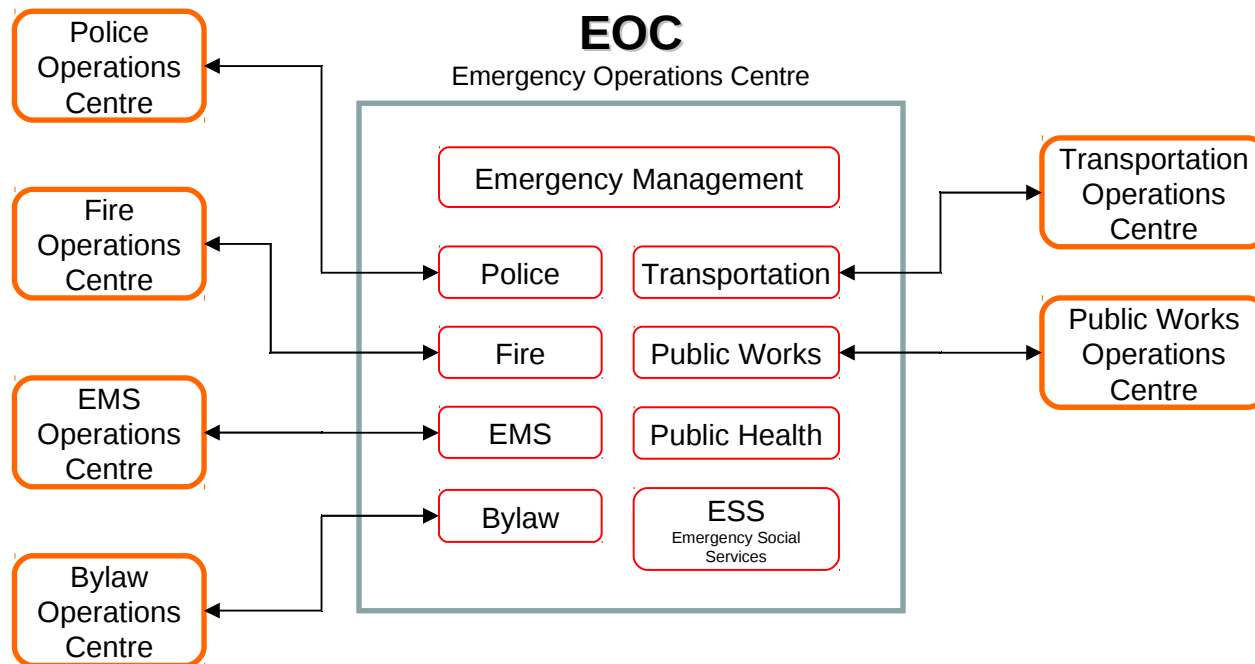 EOC
Emergency Operations Centre
Police
Operations
Centre
Fire
Operations
Centre
EMS
Operations
Centre
Bylaw
Operations
Centre
Emergency Management
Police
Transportation
Fire
Public Works
EMS
Public Health
Bylaw
ESS
Emergency Social
Services
Transportation
Operations
Centre
Public Works
Operations
Centre